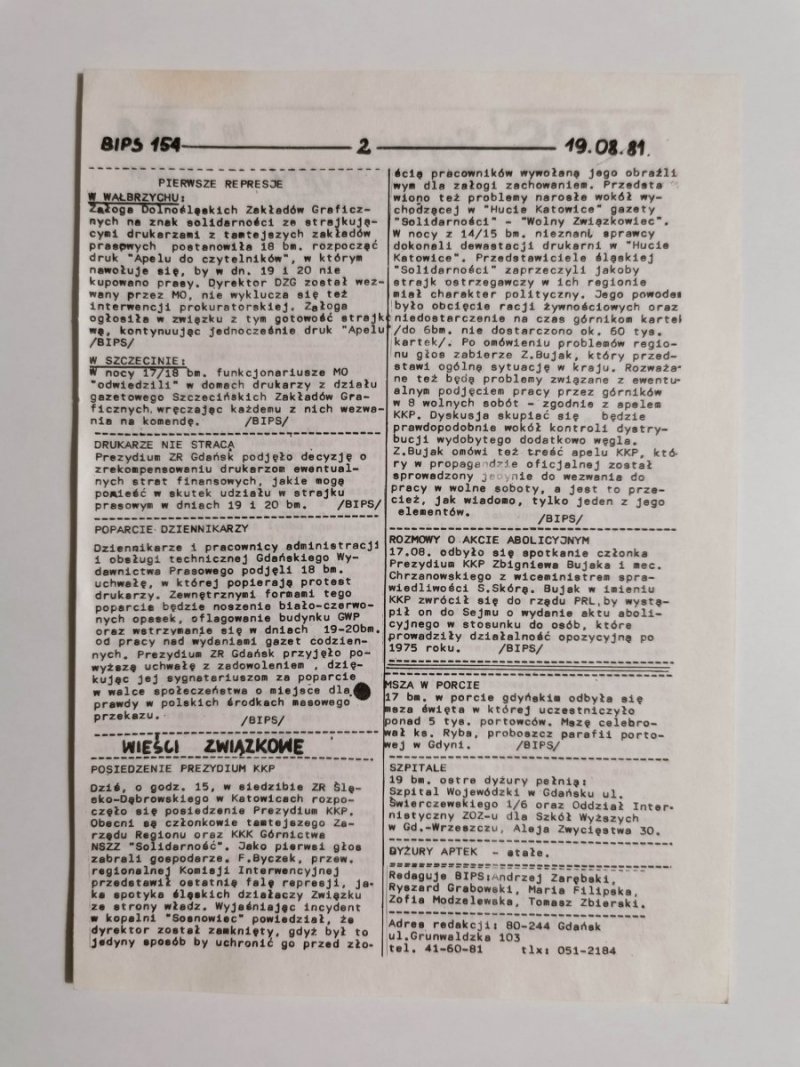 BIPS 154 2 19.08.81.
PIERWSZE REPRESJE
W WAŁBRZYCHU:
Załoga Dolnośląskich Zakładów Graficz-
nych na znak solidarności ze strajkują-
cymi drukarzami z tamtejszych zakładów
prasowych postanowiła 18 bm. rozpocząć
druk "Apelu do czytelników", w którym
nawołuje się, by w dn. 19 i 20 nie
kupowano prasy. Dyrektor DZG został wez-
wany przez MO, nie wyklucza się też
interwencji prokuratorskiej. Załoga
ogłosiła w związku z tym gotowość strajko
wą, kontynuując jednocześnie druk "Apelu"
/BIPS/
W SZCZECINIE:
W nocy 17/18 bm. funkcjonariusze MO
"odwiedzili" w domach drukarzy z działu
gazetowego Szczecińskich Zakładów Gra-
ficznych, wręczając każdemu z nich wezwa-
nia na komendę. /BIPS/
DRUKARZE NIE STRACĄ
Prezydium ZR Gdańsk podjęło decyzję o
zrekompensowaniu drukarzom ewentual-
nych strat finansowych, jakie mogą
ponieść w skutek udziału w strajku
prasowym w dniach 19 i 20 bm. /BIPS/
POPARCIE DZIENNIKARZY
Dziennikarze i pracownicy administracji
i obsługi technicznej Gdańskiego Wy-
dawnictwa Prasowego podjęli 18 bm.
uchwałę, w której popierają protest
drukarzy. Zewnętrznymi formami tego
poparcia będzie noszenie biało-czerwo-
nych opasek, oflagowanie budynku GWP
oraz wstrzymanie się w dniach 19-20bm.
od pracy nad wydaniami gazet codzien-
nych. Prezydium ZR Gdańsk przyjęło po-
wyższą uchwałę z zadowoleniem , dzię-
kując jej sygnatariuszom za poparcie
w walce społeczeństwa o miejsce dla
prawdy w polskich środkach masowego
przekazu. /BIPS/
WIEŚCI ZWIĄZKOWE
POSIEDZENIE PREZYDIUM KKP
Dziś, o godz. 15, w siedzibie ZR Ślą-
sko-Dąbrowskiego w Katowicach rozpo-
częło się posiedzenie Prezydium KKP.
Obecni są członkowie tamtejszego Za-
rządu Regionu oraz KKK Górnictwa
NSZZ "Solidarność". Jako pierwsi głos
zabrali gospodarze. F.Byczek, przew.
regionalnej Komisji Interwencyjnej
przedstawił ostatnią falę represji, ja-
ka spotyka śląskich działaczy Związku
ze strony władz. Wyjaśniając incydent
w kopalni "Sosnowiec" powiedział, że
dyrektor został zamknięty, gdyż był to
jedyny sposób by uchronić go przed zło-
ścią pracowników wywołaną jego obraźli
wym dla załogi zachowaniem. Przedsta
wiono też problemy narosłe wokół wy-
chodzącej w "Hucie Katowice" gazety
"Solidarności" - "Wolny Związkowiec".
W nocy z 14/15 bm. nieznani sprawcy
dokonali dewastacji drukarni w "Hucie
Katowice". Przedstawiciele śląskiej
"Solidarności" zaprzeczyli jakoby
strajk ostrzegawczy w ich regionie
miał charakter polityczny. Jego powodem
było obcięcie racji żywnościowych oraz
niedostarczenie na czas górnikom kartek
/do 6bm. nie dostarczono ok. 60 tys.
kartek/. Po omówieniu problemów regio-
nu głos zabierze Z.Bujak, który przed-
stawi ogólną sytuację w kraju. Rozważa-
ne też będą problemy związane z ewentu-
alnym podjęciem pracy przez górników
w 8 wolnych sobót - zgodnie z apelem
KKP. Dyskusja skupiać się będzie
prawdopodobnie wokół kontroli dystry-
bucji wydobytego dodatkowo węgla.
Z.Bujak omówi też treść apelu KKP, któ-
ry w propagandzie oficjalnej został
sprowadzony jedynie do wezwania do
pracy w wolne soboty, a jest to prze-
cież, jak wiadomo, tylko jeden z jego
elementów. /BIPS/
ROZMOWY O AKCIE ABOLICYJNYM
17.08. odbyło się spotkanie członka
Prezydium KKP Zbigniewa Bujaka i mec.
Chrzanowskiego z wiceministrem spra-
wiedliwości S.Skórą. Bujak w imieniu
KKP zwrócił się do rządu PRL,by wystą-
pił on do Sejmu o wydanie aktu aboli-
cyjnego w stosunku do osób, które
prowadziły działalność opozycyjną po
1975 roku. /BIPS/
MSZA W PORCIE
17 bm. w porcie gdyńskim odbyła się
msza święta w której uczestniczyło
ponad 5 tys. portowców. Mszę celebro-
wał ks. Ryba, proboszcz parafii porto-
wej w Gdyni. /BIPS/
SZPITALE
19 bm. ostre dyżury pełnią:
Szpital Wojewódzki w Gdańsku ul.
Świerczewskiego 1/6 oraz Oddział Inter-
nistyczny ZOZ-u dla Szkół Wyższych
w Gd.-Wrzeszczu, Aleja Zwycięstwa 30.
DYŻURY APTEK - stałe.
Redaguje BIPS:Andrzej Zarębski,
Ryszard Grabowski, Maria Filipska,
Zofia Modzelewska, Tomasz Zbierski.
Adres redakcji: 80-244 Gdańsk
ul.Grunwaldzka 103
tel. 41-60-81 tlx: 051-2184